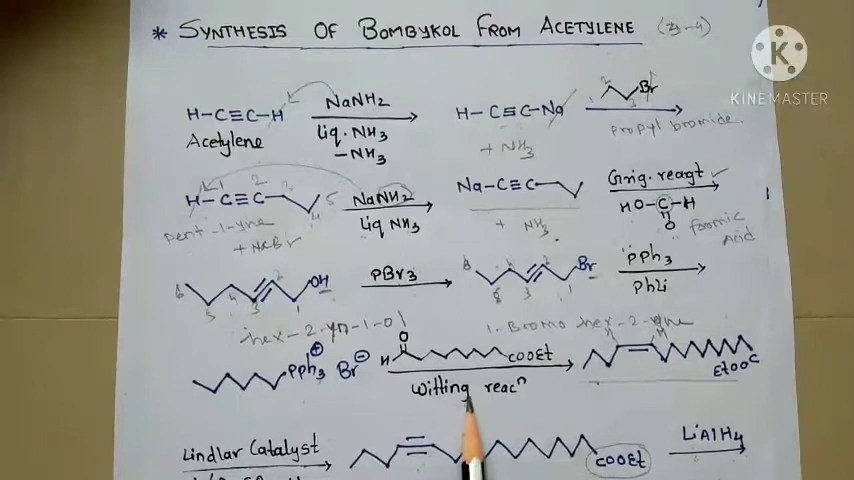 * SYNTHESIS OF BOMBYKOL FROM ACETYLENE
K
KINEMASTER
H-C≡C-H NaNH2 H-C≡C-Na Br
Acetylene Liq. NH3 + NH3 Propyl bromide.
-NH3
H-C≡C NaNH2 Na-C≡C Grig. reagt
Pent-1-yne Liq NH3 + NH3 HO-C-H
+ NaBr O Formic Acid
OH PBr3 Br PPh3
PhLi
hex-2-yn-1-ol 1-Bromo hex-2-yne
PPh3 Br H O COOEt EtOOC
Witting reacn
Lindlar Catalyst COOEt LiAlH4